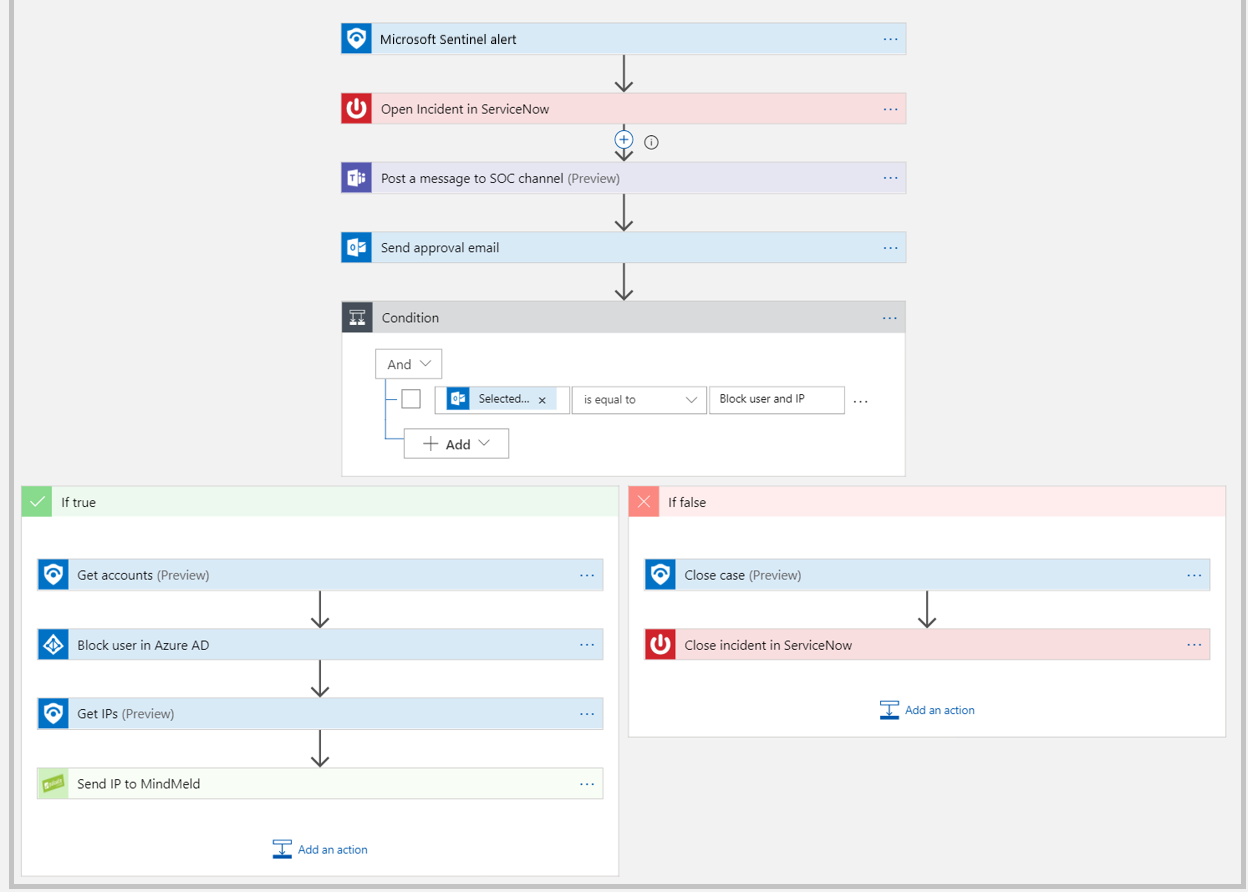 Microsoft Sentinel alert
Open Incident in ServiceNow
Post a message to SOC channel (Preview)
Send approval email
Condition
And
Selected... × is equal to Block user and IP
Add
If true
Get accounts (Preview)
Block user in Azure AD
Get IPs (Preview)
Send IP to MindMeld
Add an action
If false
Close case (Preview)
Close incident in ServiceNow
Add an action